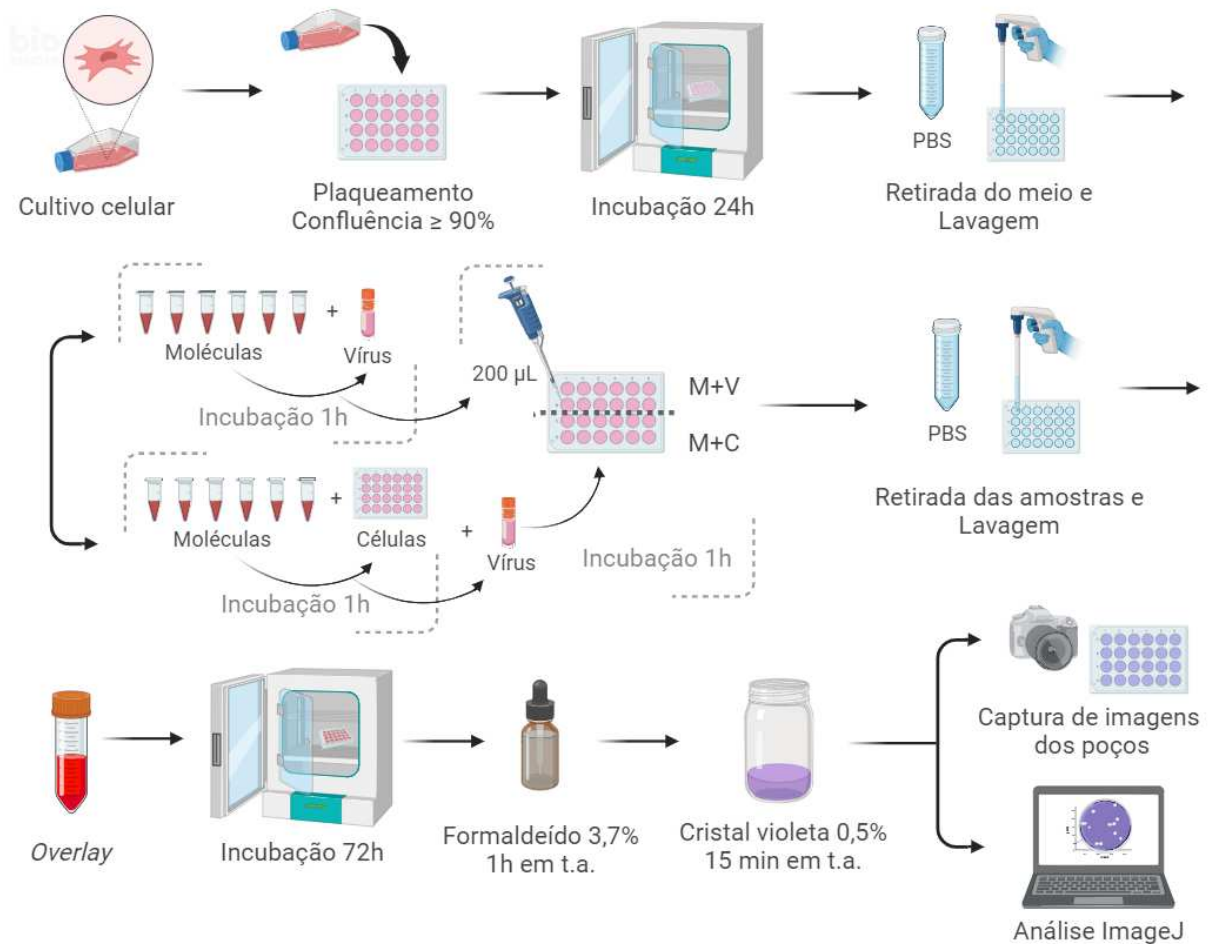 Cultivo celular
Plaqueamento
Confluência ≥ 90%
Incubação 24h
PBS
Retirada do meio e
Lavagem
Moléculas
+
Vírus
Incubação 1h
200 µL
M+V
M+C
Moléculas
+
Células
+
Vírus
Incubação 1h
Incubação 1h
PBS
Retirada das amostras e
Lavagem
Overlay
Incubação 72h
Formaldeído 3,7%
1h em t.a.
Cristal violeta 0,5%
15 min em t.a.
Captura de imagens
dos poços
Análise ImageJ